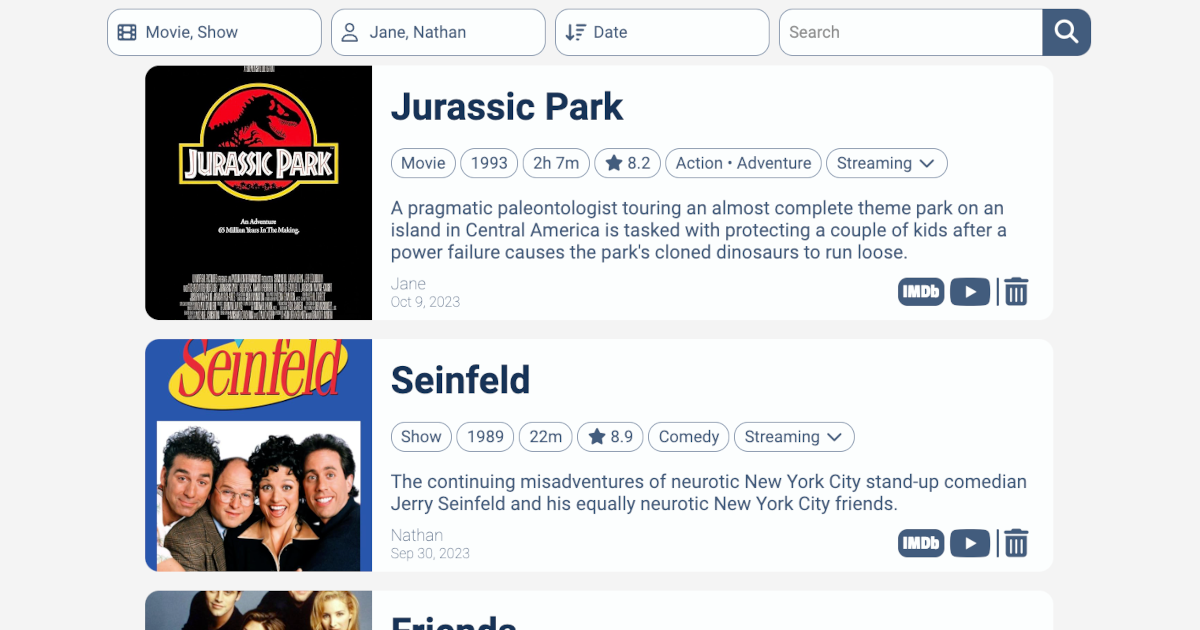 Movie, Show
Jane, Nathan
Date
Search
JURASSIC PARK
An Adventure
65 Million Years In The Making.
Jurassic Park
Movie
1993
2h 7m
8.2
Action • Adventure
Streaming
A pragmatic paleontologist touring an almost complete theme park on an
island in Central America is tasked with protecting a couple of kids after a
power failure causes the park's cloned dinosaurs to run loose.
Jane
Oct 9, 2023
IMDb
Seinfeld
Seinfeld
Show
1989
22m
8.9
Comedy
Streaming
The continuing misadventures of neurotic New York City stand-up comedian
Jerry Seinfeld and his equally neurotic New York City friends.
Nathan
Sep 30, 2023
IMDb
Friends